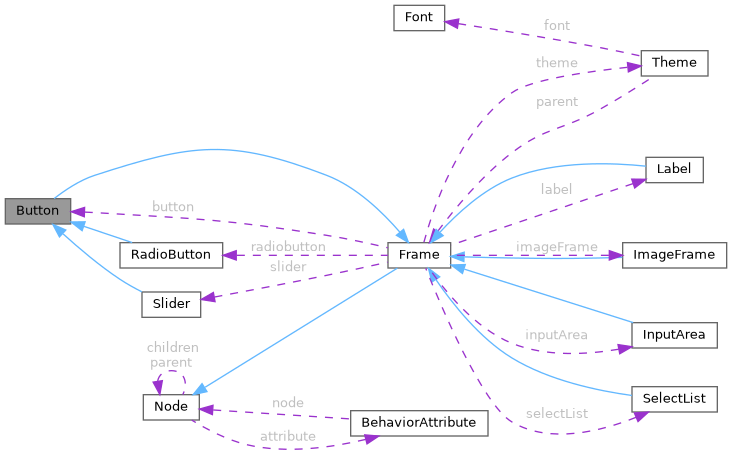 Font
font
Theme
theme
parent
Label
label
Button
button
RadioButton
radiobutton
Frame
imageFrame
ImageFrame
slider
Slider
inputArea
InputArea
children
parent
Node
node
attribute
BehaviorAttribute
selectList
SelectList